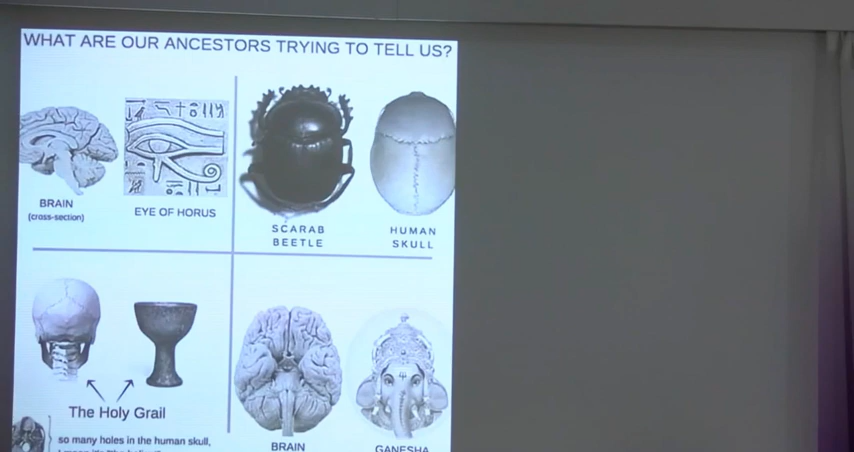 WHAT ARE OUR ANCESTORS TRYING TO TELL US?
BRAIN
(cross-section)
EYE OF HORUS
SCARAB
BEETLE
HUMAN
SKULL
The Holy Grail
so many holes in the human skull,
BRAIN
GANESHA